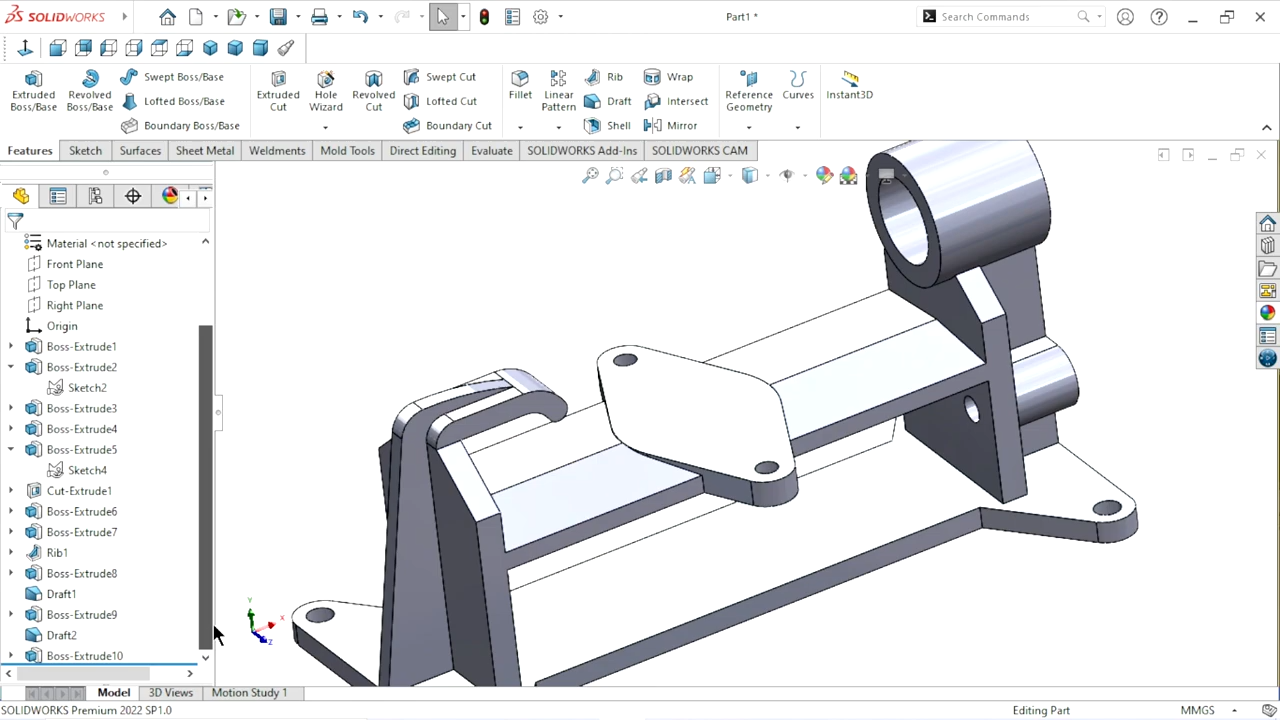 SOLIDWORKS
Part1 *
Search Commands
Extruded Boss/Base
Revolved Boss/Base
Swept Boss/Base
Lofted Boss/Base
Boundary Boss/Base
Extruded Cut
Hole Wizard
Revolved Cut
Swept Cut
Lofted Cut
Boundary Cut
Fillet
Linear Pattern
Rib
Draft
Shell
Wrap
Intersect
Mirror
Reference Geometry
Curves
Instant3D
Features
Sketch
Surfaces
Sheet Metal
Weldments
Mold Tools
Direct Editing
Evaluate
SOLIDWORKS Add-Ins
SOLIDWORKS CAM
Material <not specified>
Front Plane
Top Plane
Right Plane
Origin
Boss-Extrude1
Boss-Extrude2
Sketch2
Boss-Extrude3
Boss-Extrude4
Boss-Extrude5
Sketch4
Cut-Extrude1
Boss-Extrude6
Boss-Extrude7
Rib1
Boss-Extrude8
Draft1
Boss-Extrude9
Draft2
Boss-Extrude10
Y
X
Z
Model
3D Views
Motion Study 1
SOLIDWORKS Premium 2022 SP1.0
Editing Part
MMGS